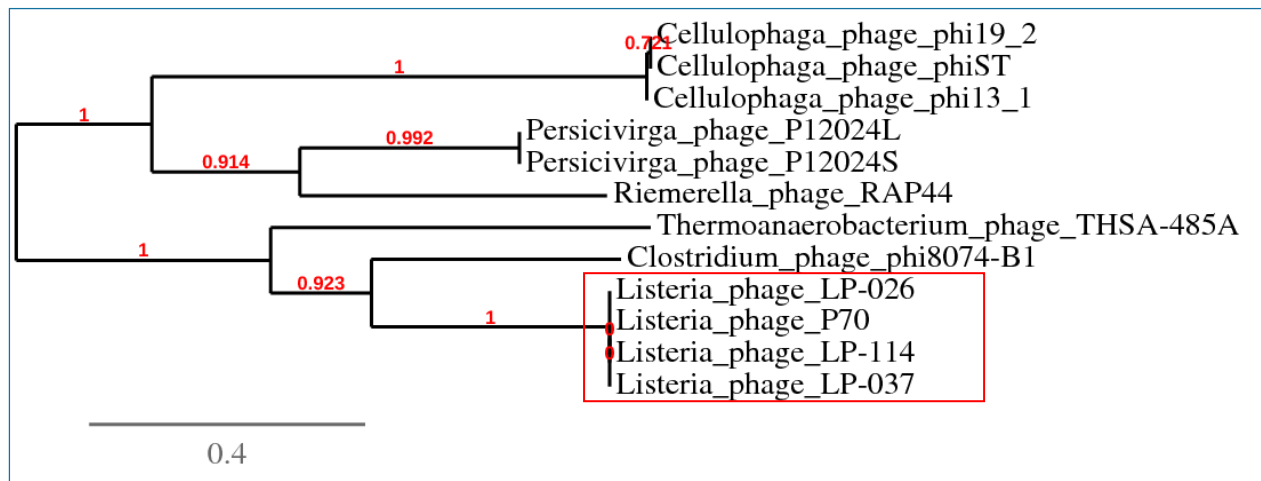 Cellulophaga_phage_phi19_2
0.721
Cellulophaga_phage_phiST
1
Cellulophaga_phage_phi13_1
1
Persicivirga_phage_P12024L
0.992
Persicivirga_phage_P12024S
0.914
Riemerella_phage_RAP44
Thermoanaerobacterium_phage_THSA-485A
1
Clostridium_phage_phi8074-B1
0.923
Listeria_phage_LP-026
1
Listeria_phage_P70
0
Listeria_phage_LP-114
0
Listeria_phage_LP-037
0.4